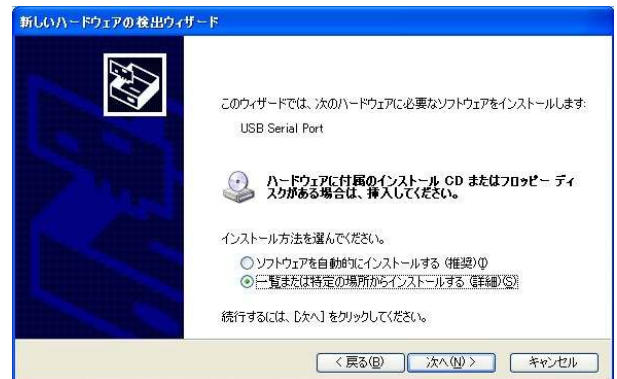 新しいハードウェアの検出ウィザード
このウィザードでは、次のハードウェアに必要なソフトウェアをインストールします:
USB Serial Port
ハードウェアに付属のインストール CD またはフロッピー ディ
スクがある場合は、挿入してください。
インストール方法を選んでください。
ソフトウェアを自動的にインストールする (推奨)(I)
一覧または特定の場所からインストールする (詳細)(S)
続行するには、[次へ] をクリックしてください。
< 戻る(B) 次へ(N) > キャンセル